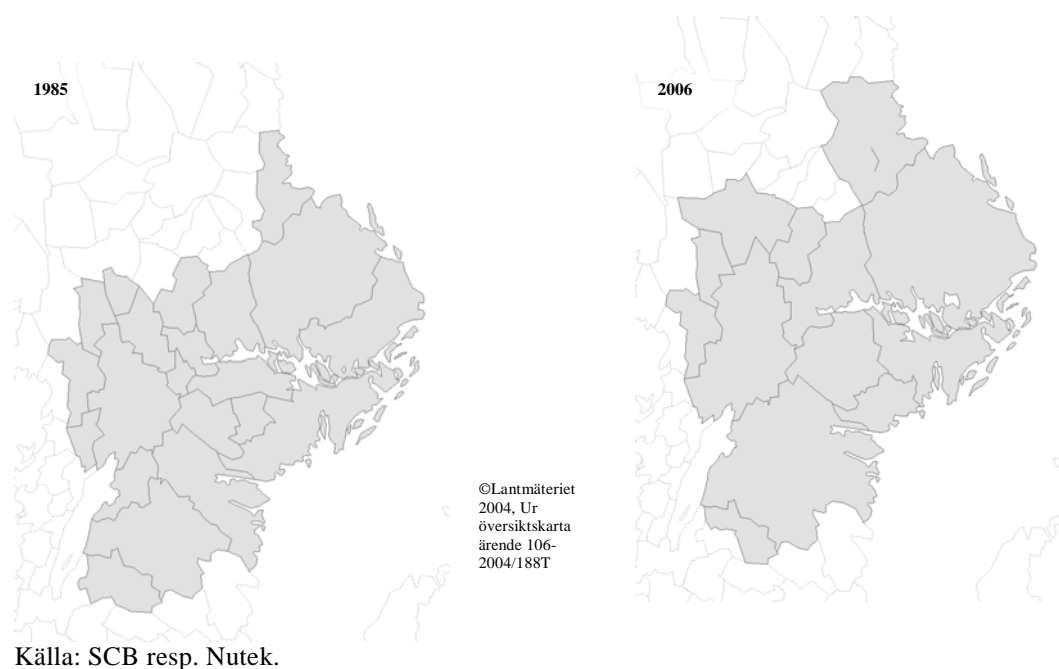 1985
2006
©Lantmäteriet
2004, Ur
översiktskarta
ärende 106-
2004/188T
Källa: SCB resp. Nutek.